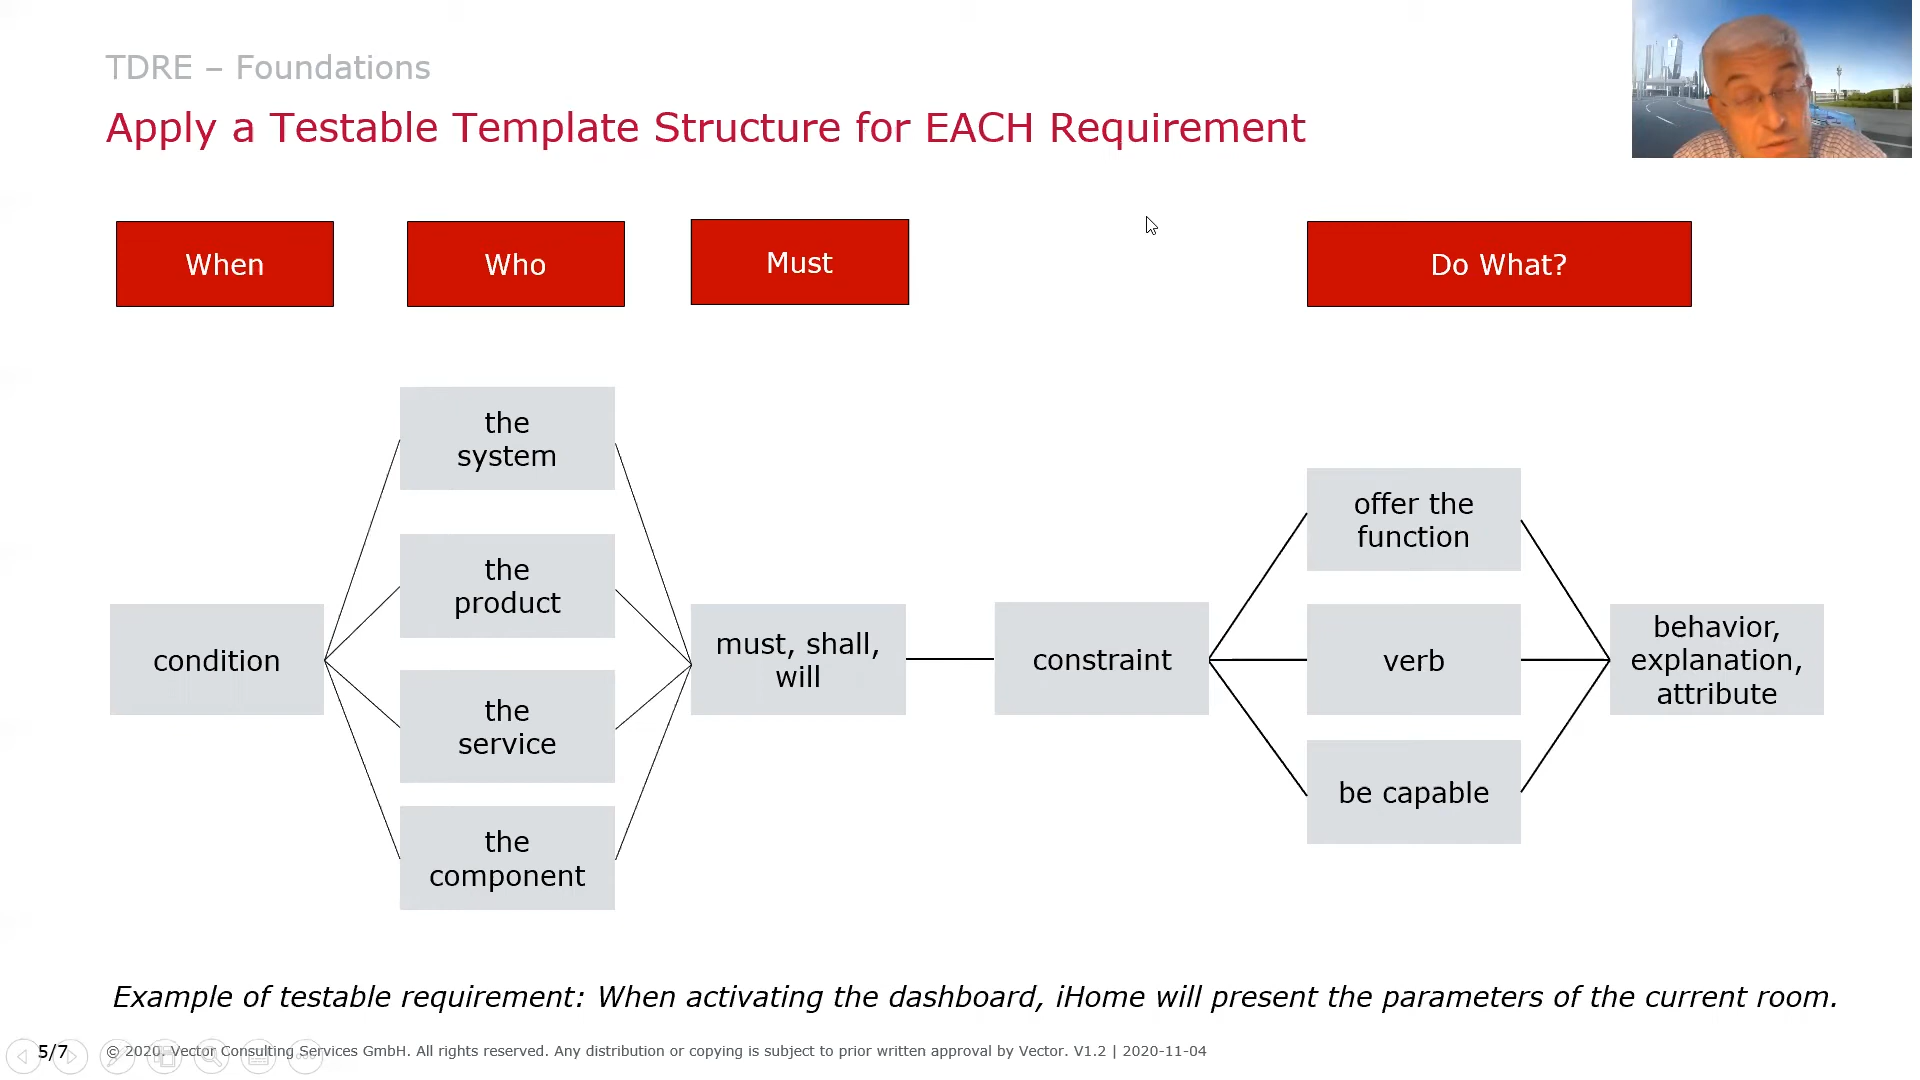 TDRE – Foundations
Apply a Testable Template Structure for EACH Requirement
When
Who
Must
Do What?
condition
the
system
the
product
the
service
the
component
must, shall,
will
constraint
offer the
function
verb
be capable
behavior,
explanation,
attribute
Example of testable requirement: When activating the dashboard, iHome will present the parameters of the current room.
5/7
© 2020. Vector Consulting Services GmbH. All rights reserved. Any distribution or copying is subject to prior written approval by Vector. V1.2 | 2020-11-04